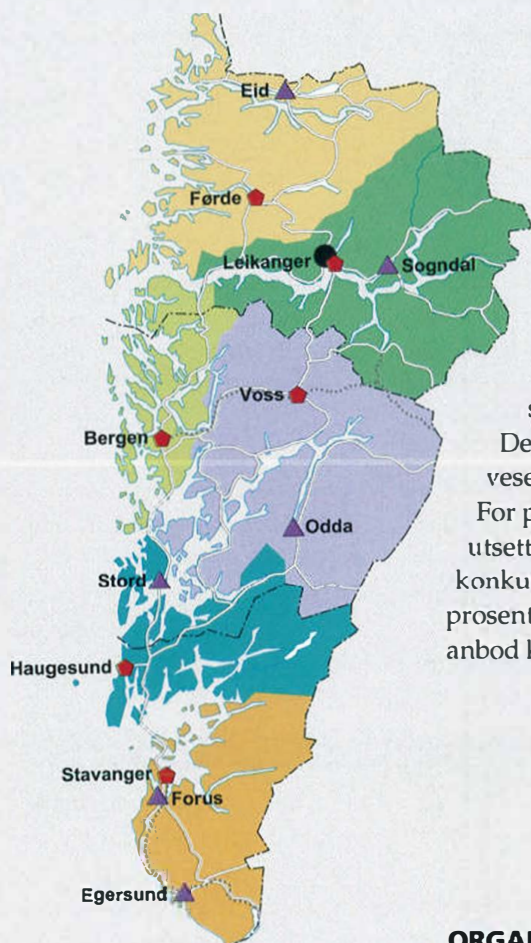 Eid
Førde
Leikanger
Sogndal
Voss
Bergen
Odda
Stord
Haugesund
Stavanger
Forus
Egersund
De
vese
For p
utsett
konku
prosent
anbod
ORGA